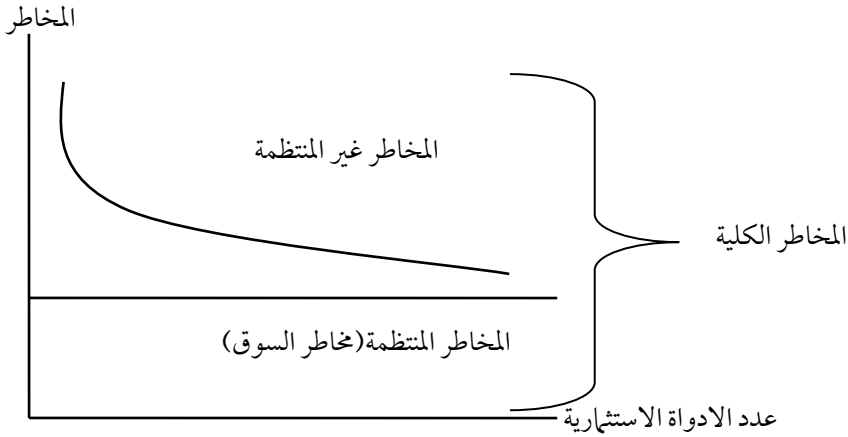 المخاطر
المخاطر غير المنتظمة
المخاطر الكلية
المخاطر المنتظمة(مخاطر السوق)
عدد الادواة الاستثمارية